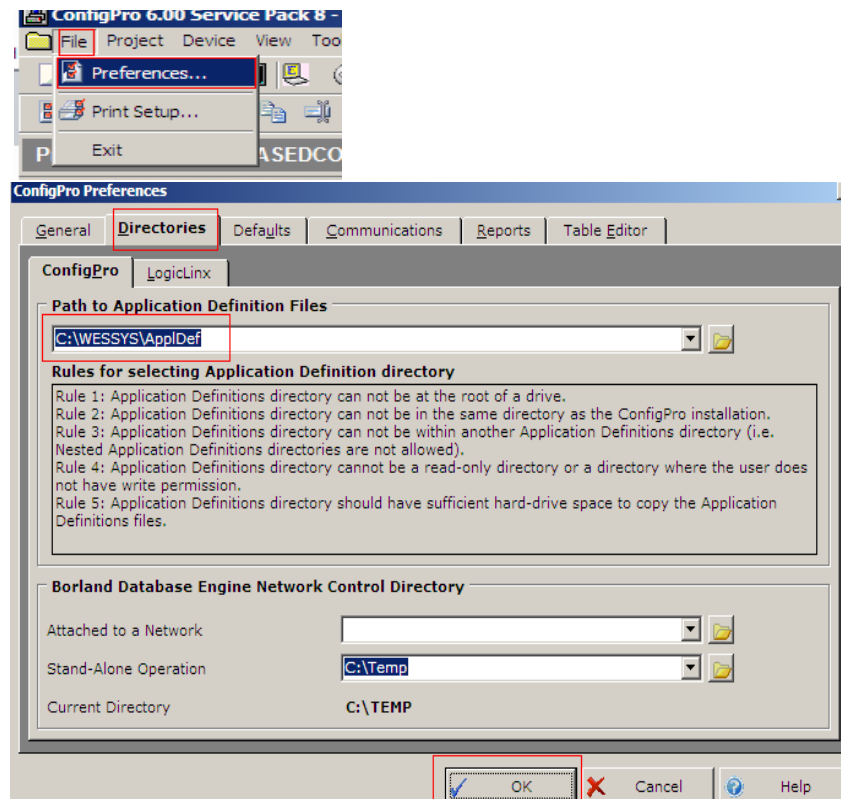 ConfigPro 6.00 Service Pack 8 -
File Project Device View Too
Preferences...
Print Setup...
Exit
P ASEDCO
ConfigPro Preferences
General Directories Defaults Communications Reports Table Editor
ConfigPro LogicLinx
Path to Application Definition Files
C:\WESSYS\ApplDef
Rules for selecting Application Definition directory
Rule 1: Application Definitions directory can not be at the root of a drive.
Rule 2: Application Definitions directory can not be in the same directory as the ConfigPro installation.
Rule 3: Application Definitions directory can not be within another Application Definitions directory (i.e.
Nested Application Definitions directories are not allowed).
Rule 4: Application Definitions directory cannot be a read-only directory or a directory where the user does
not have write permission.
Rule 5: Application Definitions directory should have sufficient hard-drive space to copy the Application
Definitions files.
Borland Database Engine Network Control Directory
Attached to a Network
Stand-Alone Operation C:\Temp
Current Directory C:\TEMP
OK Cancel Help